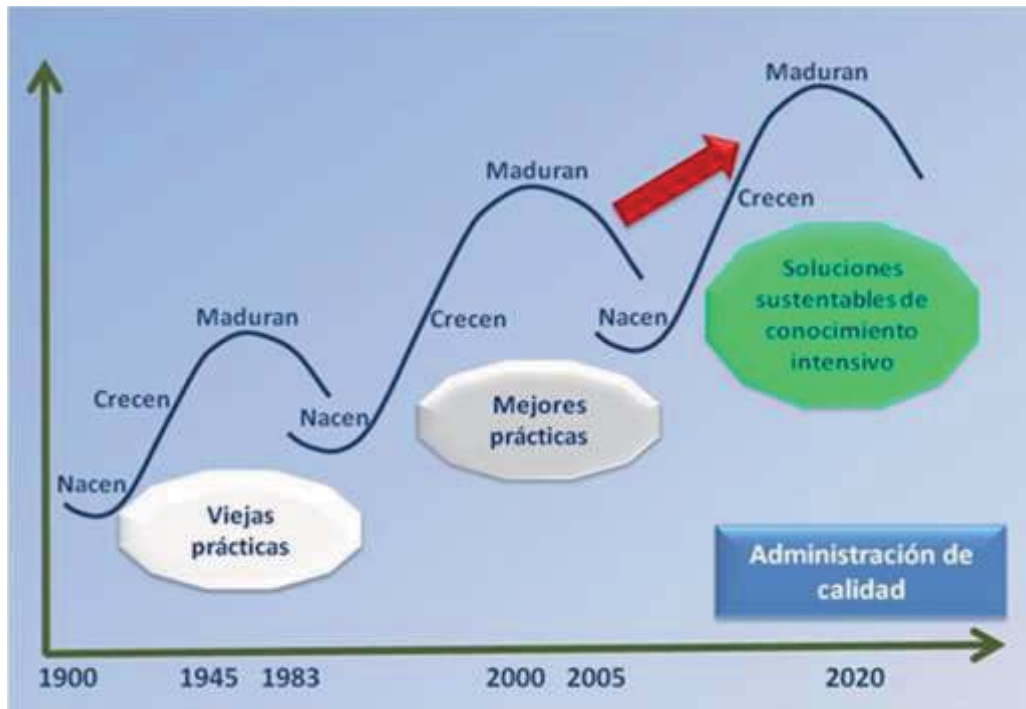 Maduran
Maduran
Crecen
Soluciones
sustentables de
conocimiento
intensivo
Nacen
Crecen
Maduran
Mejores
prácticas
Nacen
Crecen
Nacen
Viejas
prácticas
Administración de
calidad
1900 1945 1983 2000 2005 2020